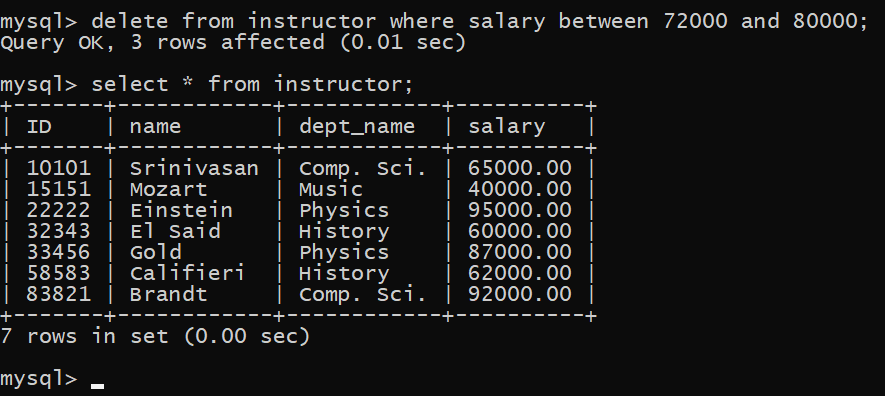 mysql> delete from instructor where salary between 72000 and 80000;
Query OK, 3 rows affected (0.01 sec)
mysql> select * from instructor;
+-------+------------+------------+----------+
| ID    | name       | dept_name  | salary   |
+-------+------------+------------+----------+
| 10101 | Srinivasan | Comp. Sci. | 65000.00 |
| 15151 | Mozart     | Music      | 40000.00 |
| 22222 | Einstein   | Physics    | 95000.00 |
| 32343 | El Said    | History    | 60000.00 |
| 33456 | Gold       | Physics    | 87000.00 |
| 58583 | Califieri  | History    | 62000.00 |
| 83821 | Brandt     | Comp. Sci. | 92000.00 |
+-------+------------+------------+----------+
7 rows in set (0.00 sec)
mysql>